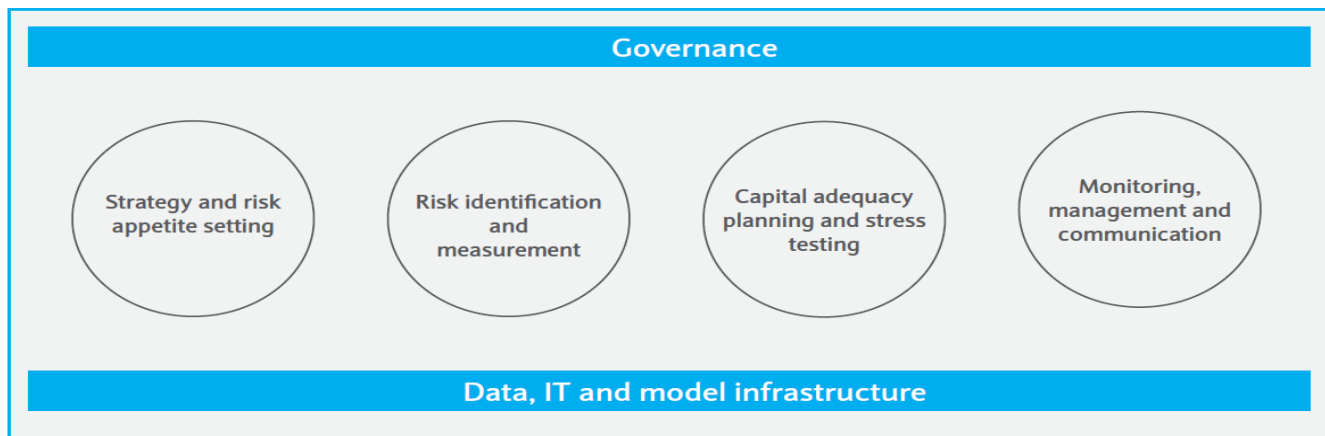 Governance
Strategy and risk
appetite setting
Risk identification
and
measurement
Capital adequacy
planning and stress
testing
Monitoring,
management and
communication
Data, IT and model infrastructure